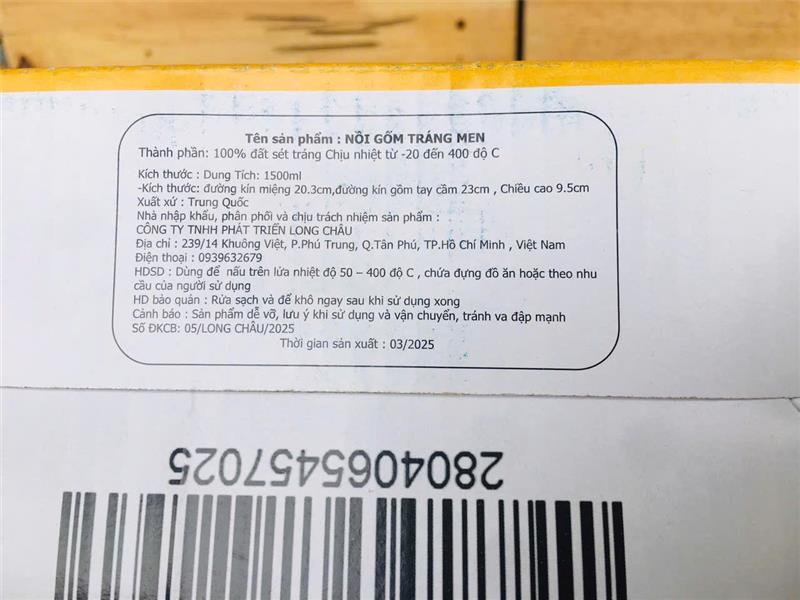 Tên sản phẩm : NỒI GỐM TRÁNG MEN
Thành phần: 100% đất sét tráng Chịu nhiệt từ -20 đến 400 độ C
Kích thước : Dung Tích: 1500ml
-Kích thước: đường kín miệng 20.3cm,đường kín gồm tay cầm 23cm , Chiều cao 9.5cm
Xuất xứ : Trung Quốc
Nhà nhập khẩu, phân phối và chịu trách nhiệm sản phẩm :
CÔNG TY TNHH PHÁT TRIỂN LONG CHÂU
Địa chỉ : 239/14 Khuông Việt, P.Phú Trung, Q.Tân Phú, TP.Hồ Chí Minh , Việt Nam
Điện thoại : 0939632679
HDSD : Dùng để nấu trên lửa nhiệt độ 50 – 400 độ C , chứa đựng đồ ăn hoặc theo nhu
cầu của người sử dụng
HD bảo quản : Rửa sạch và để khô ngay sau khi sử dụng xong
Cảnh báo : Sản phẩm dễ vỡ, lưu ý khi sử dụng và vận chuyển, tránh va đập mạnh
Số ĐKCB: 05/LONG CHÂU/2025
Thời gian sản xuất : 03/2025
2804065457025